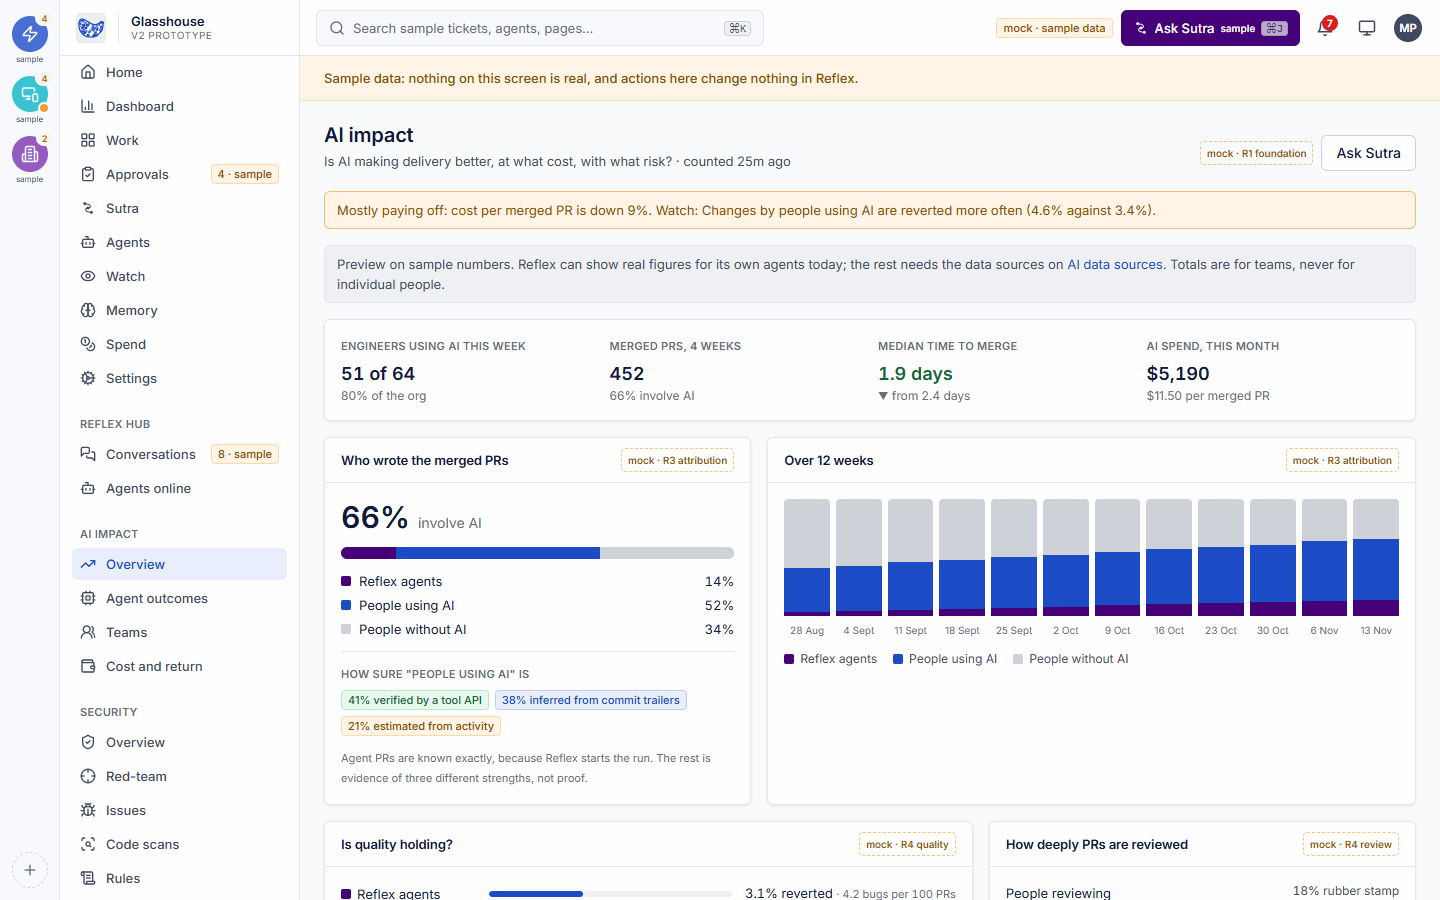 4
sample
4
sample
2
sample
Glasshouse
V2 PROTOTYPE
Home
Dashboard
Work
Approvals
4 · sample
Sutra
Agents
Watch
Memory
Spend
Settings
REFLEX HUB
Conversations
8 · sample
Agents online
AI IMPACT
Overview
Agent outcomes
Teams
Cost and return
SECURITY
Overview
Red-team
Issues
Code scans
Rules
Search sample tickets, agents, pages...
⌘K
mock · sample data
Ask Sutra sample ⌘J
7
MP
Sample data: nothing on this screen is real, and actions here change nothing in Reflex.
AI impact
Is AI making delivery better, at what cost, with what risk? · counted 25m ago
mock · R1 foundation
Ask Sutra
Mostly paying off: cost per merged PR is down 9%. Watch: Changes by people using AI are reverted more often (4.6% against 3.4%).
Preview on sample numbers. Reflex can show real figures for its own agents today; the rest needs the data sources on AI data sources. Totals are for teams, never for
individual people.
ENGINEERS USING AI THIS WEEK
51 of 64
80% of the org
MERGED PRS, 4 WEEKS
452
66% involve AI
MEDIAN TIME TO MERGE
1.9 days
▼ from 2.4 days
AI SPEND, THIS MONTH
$5,190
$11.50 per merged PR
Who wrote the merged PRs
mock · R3 attribution
66% involve AI
Reflex agents 14%
People using AI 52%
People without AI 34%
HOW SURE "PEOPLE USING AI" IS
41% verified by a tool API
38% inferred from commit trailers
21% estimated from activity
Agent PRs are known exactly, because Reflex starts the run. The rest is
evidence of three different strengths, not proof.
Over 12 weeks
mock · R3 attribution
28 Aug 4 Sept 11 Sept 18 Sept 25 Sept 2 Oct 9 Oct 16 Oct 23 Oct 30 Oct 6 Nov 13 Nov
Reflex agents People using AI People without AI
Is quality holding?
mock · R4 quality
Reflex agents 3.1% reverted · 4.2 bugs per 100 PRs
How deeply PRs are reviewed
mock · R4 review
People reviewing 18% rubber stamp